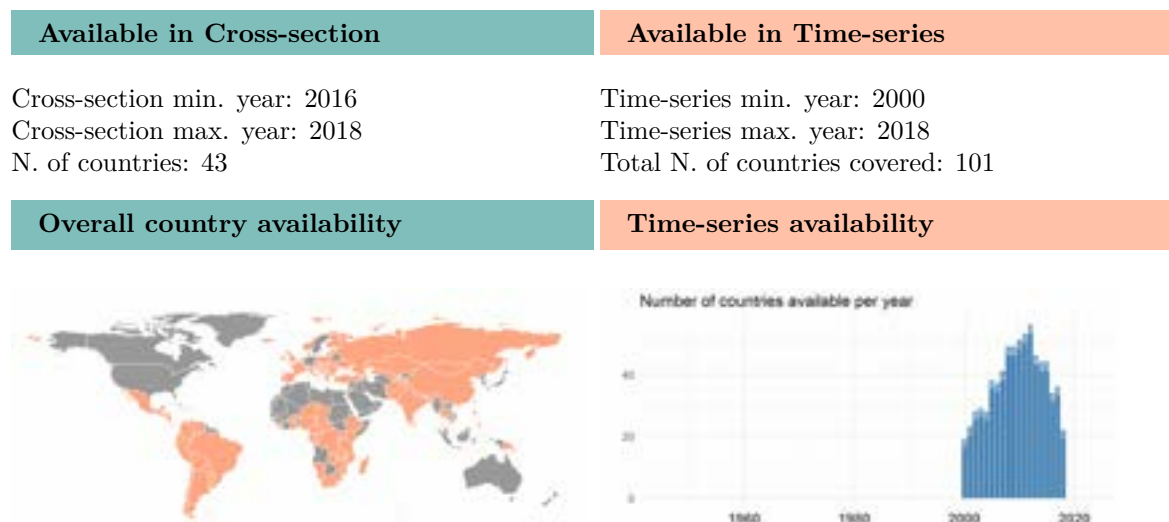 Available in Cross-section
Available in Time-series
Cross-section min. year: 2016
Cross-section max. year: 2018
N. of countries: 43
Time-series min. year: 2000
Time-series max. year: 2018
Total N. of countries covered: 101
Overall country availability
Time-series availability
Number of countries available per year
40
20
0
1960 1980 2000 2020